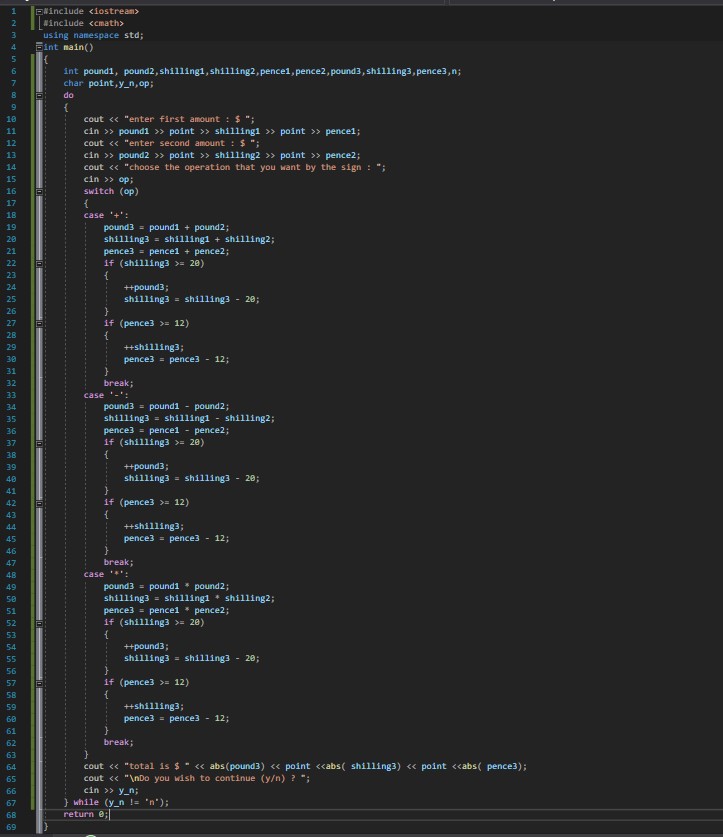 1 #include <iostream>
2 #include <cmath>
3 using namespace std;
4 int main()
5 {
6 int pound1, pound2,shilling1,shilling2,pence1,pence2,pound3,shilling3,pence3,n;
7 char point,y_n,op;
8 do
9 {
10 cout << "enter first amount : $ ";
11 cin >> pound1 >> point >> shilling1 >> point >> pence1;
12 cout << "enter second amount : $ ";
13 cin >> pound2 >> point >> shilling2 >> point >> pence2;
14 cout << "choose the operation that you want by the sign : ";
15 cin >> op;
16 switch (op)
17 {
18 case '+':
19 pound3 = pound1 + pound2;
20 shilling3 = shilling1 + shilling2;
21 pence3 = pence1 + pence2;
22 if (shilling3 >= 20)
23 {
24 ++pound3;
25 shilling3 = shilling3 - 20;
26 }
27 if (pence3 >= 12)
28 {
29 ++shilling3;
30 pence3 = pence3 - 12;
31 }
32 break;
33 case '-':
34 pound3 = pound1 - pound2;
35 shilling3 = shilling1 - shilling2;
36 pence3 = pence1 - pence2;
37 if (shilling3 >= 20)
38 {
39 ++pound3;
40 shilling3 = shilling3 - 20;
41 }
42 if (pence3 >= 12)
43 {
44 ++shilling3;
45 pence3 = pence3 - 12;
46 }
47 break;
48 case '*':
49 pound3 = pound1 * pound2;
50 shilling3 = shilling1 * shilling2;
51 pence3 = pence1 * pence2;
52 if (shilling3 >= 20)
53 {
54 ++pound3;
55 shilling3 = shilling3 - 20;
56 }
57 if (pence3 >= 12)
58 {
59 ++shilling3;
60 pence3 = pence3 - 12;
61 }
62 break;
63 }
64 cout << "total is $ " << abs(pound3) << point <<abs( shilling3) << point <<abs( pence3);
65 cout << "\nDo you wish to continue (y/n) ? ";
66 cin >> y_n;
67 } while (y_n != 'n');
68 return 0;
69 }